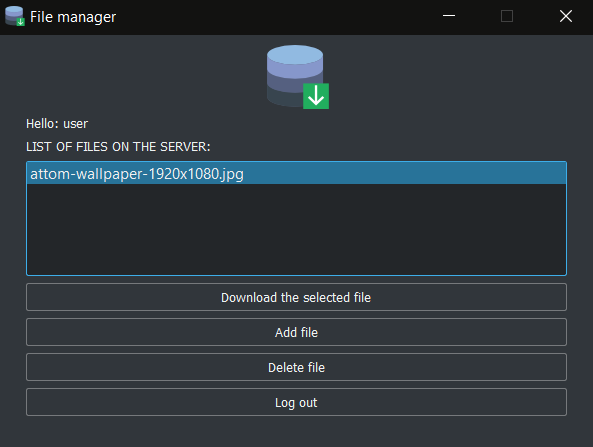 File manager
Hello: user
LIST OF FILES ON THE SERVER:
attom-wallpaper-1920x1080.jpg
Download the selected file
Add file
Delete file
Log out